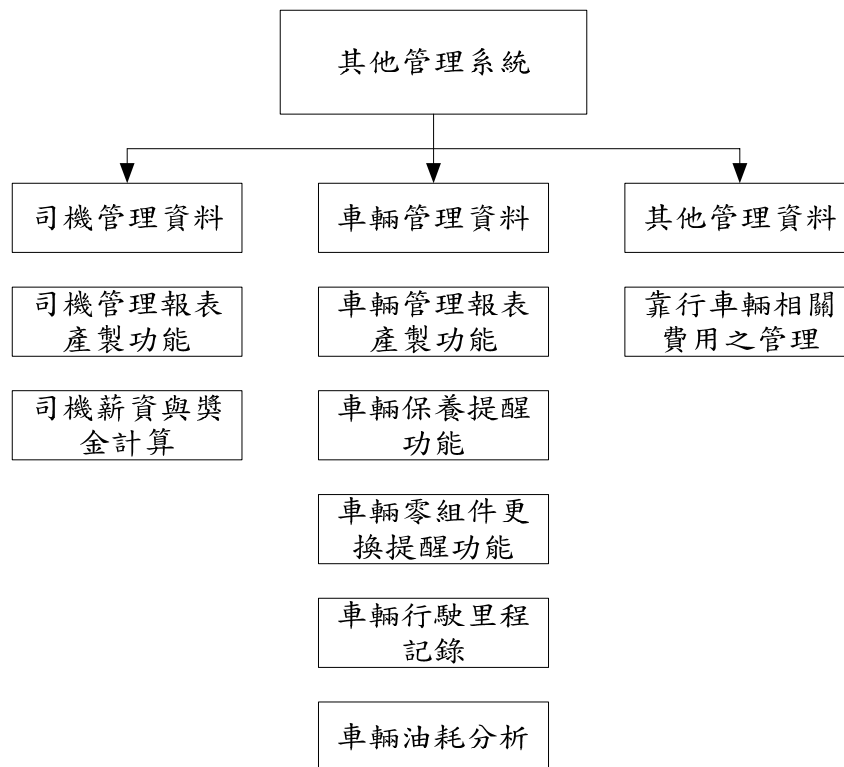 其他管理系統
司機管理資料
車輛管理資料
其他管理資料
司機管理報表
產製功能
車輛管理報表
產製功能
靠行車輛相關
費用之管理
司機薪資與獎
金計算
車輛保養提醒
功能
車輛零組件更
換提醒功能
車輛行駛里程
記錄
車輛油耗分析